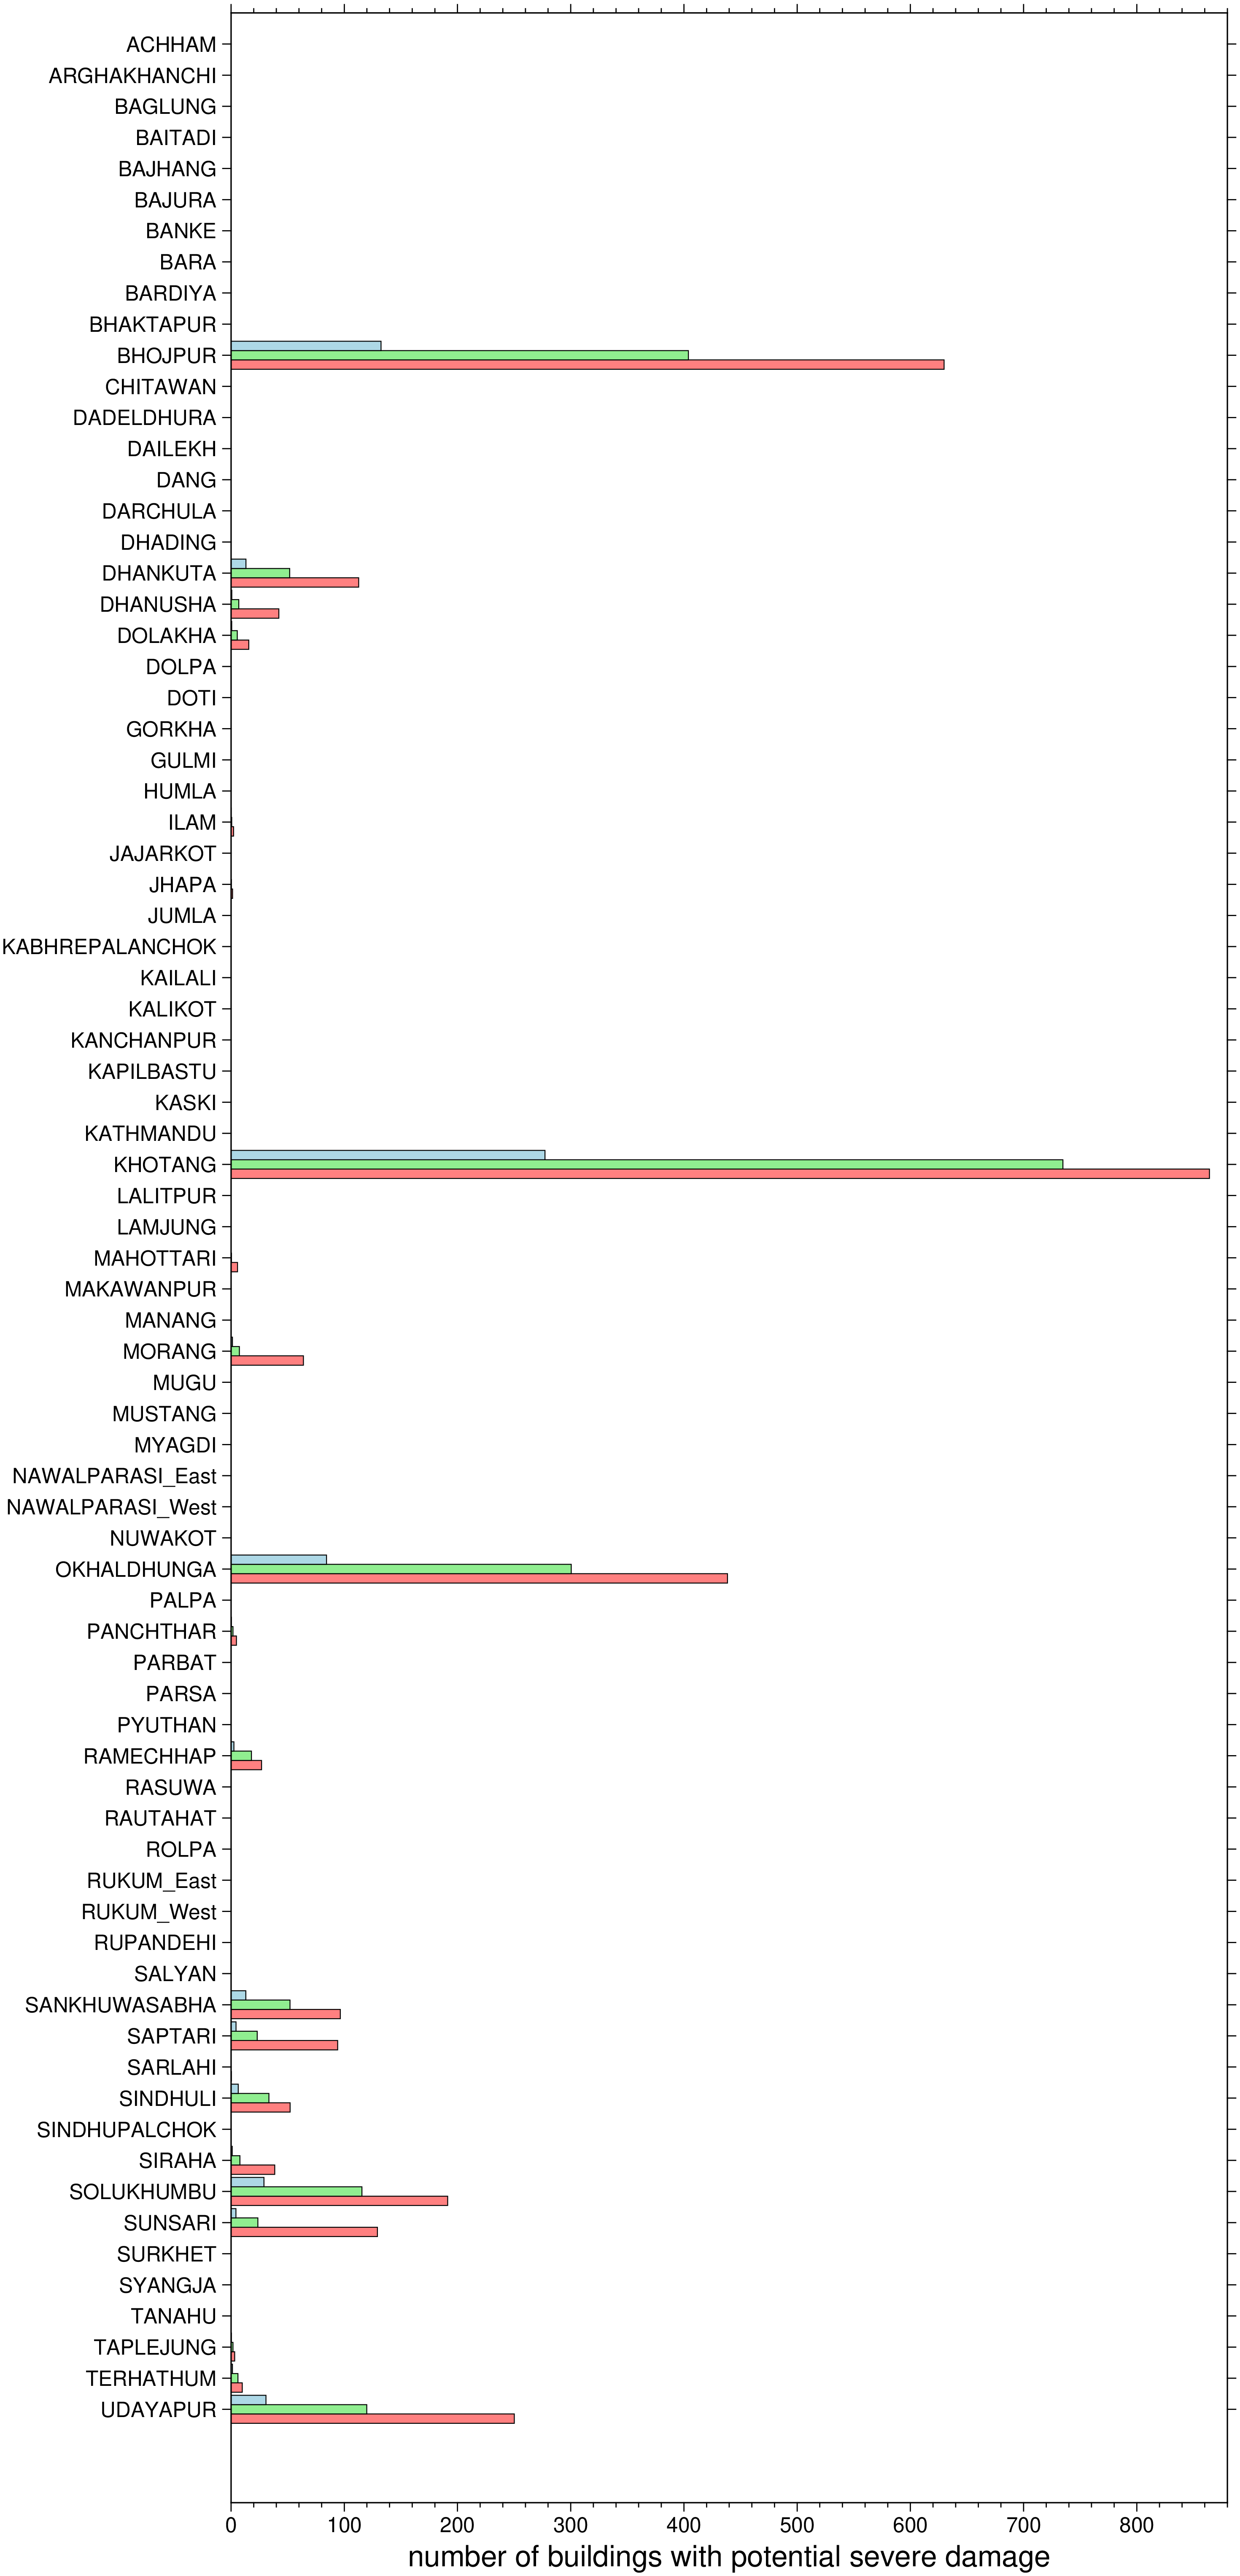 ACHHAM
ARGHAKHANCHI
BAGLUNG
BAITADI
BAJHANG
BAJURA
BANKE
BARA
BARDIYA
BHAKTAPUR
BHOJPUR
CHITAWAN
DADELDHURA
DAILEKH
DANG
DARCHULA
DHADING
DHANKUTA
DHANUSHA
DOLAKHA
DOLPA
DOTI
GORKHA
GULMI
HUMLA
ILAM
JAJARKOT
JHAPA
JUMLA
KABHREPALANCHOK
KAILALI
KALIKOT
KANCHANPUR
KAPILBASTU
KASKI
KATHMANDU
KHOTANG
LALITPUR
LAMJUNG
MAHOTTARI
MAKAWANPUR
MANANG
MORANG
MUGU
MUSTANG
MYAGDI
NAWALPARASI_East
NAWALPARASI_West
NUWAKOT
OKHALDHUNGA
PALPA
PANCHTHAR
PARBAT
PARSA
PYUTHAN
RAMECHHAP
RASUWA
RAUTAHAT
ROLPA
RUKUM_East
RUKUM_West
RUPANDEHI
SALYAN
SANKHUWASABHA
SAPTARI
SARLAHI
SINDHULI
SINDHUPALCHOK
SIRAHA
SOLUKHUMBU
SUNSARI
SURKHET
SYANGJA
TANAHU
TAPLEJUNG
TERHATHUM
UDAYAPUR
0 100 200 300 400 500 600 700 800
number of buildings with potential severe damage